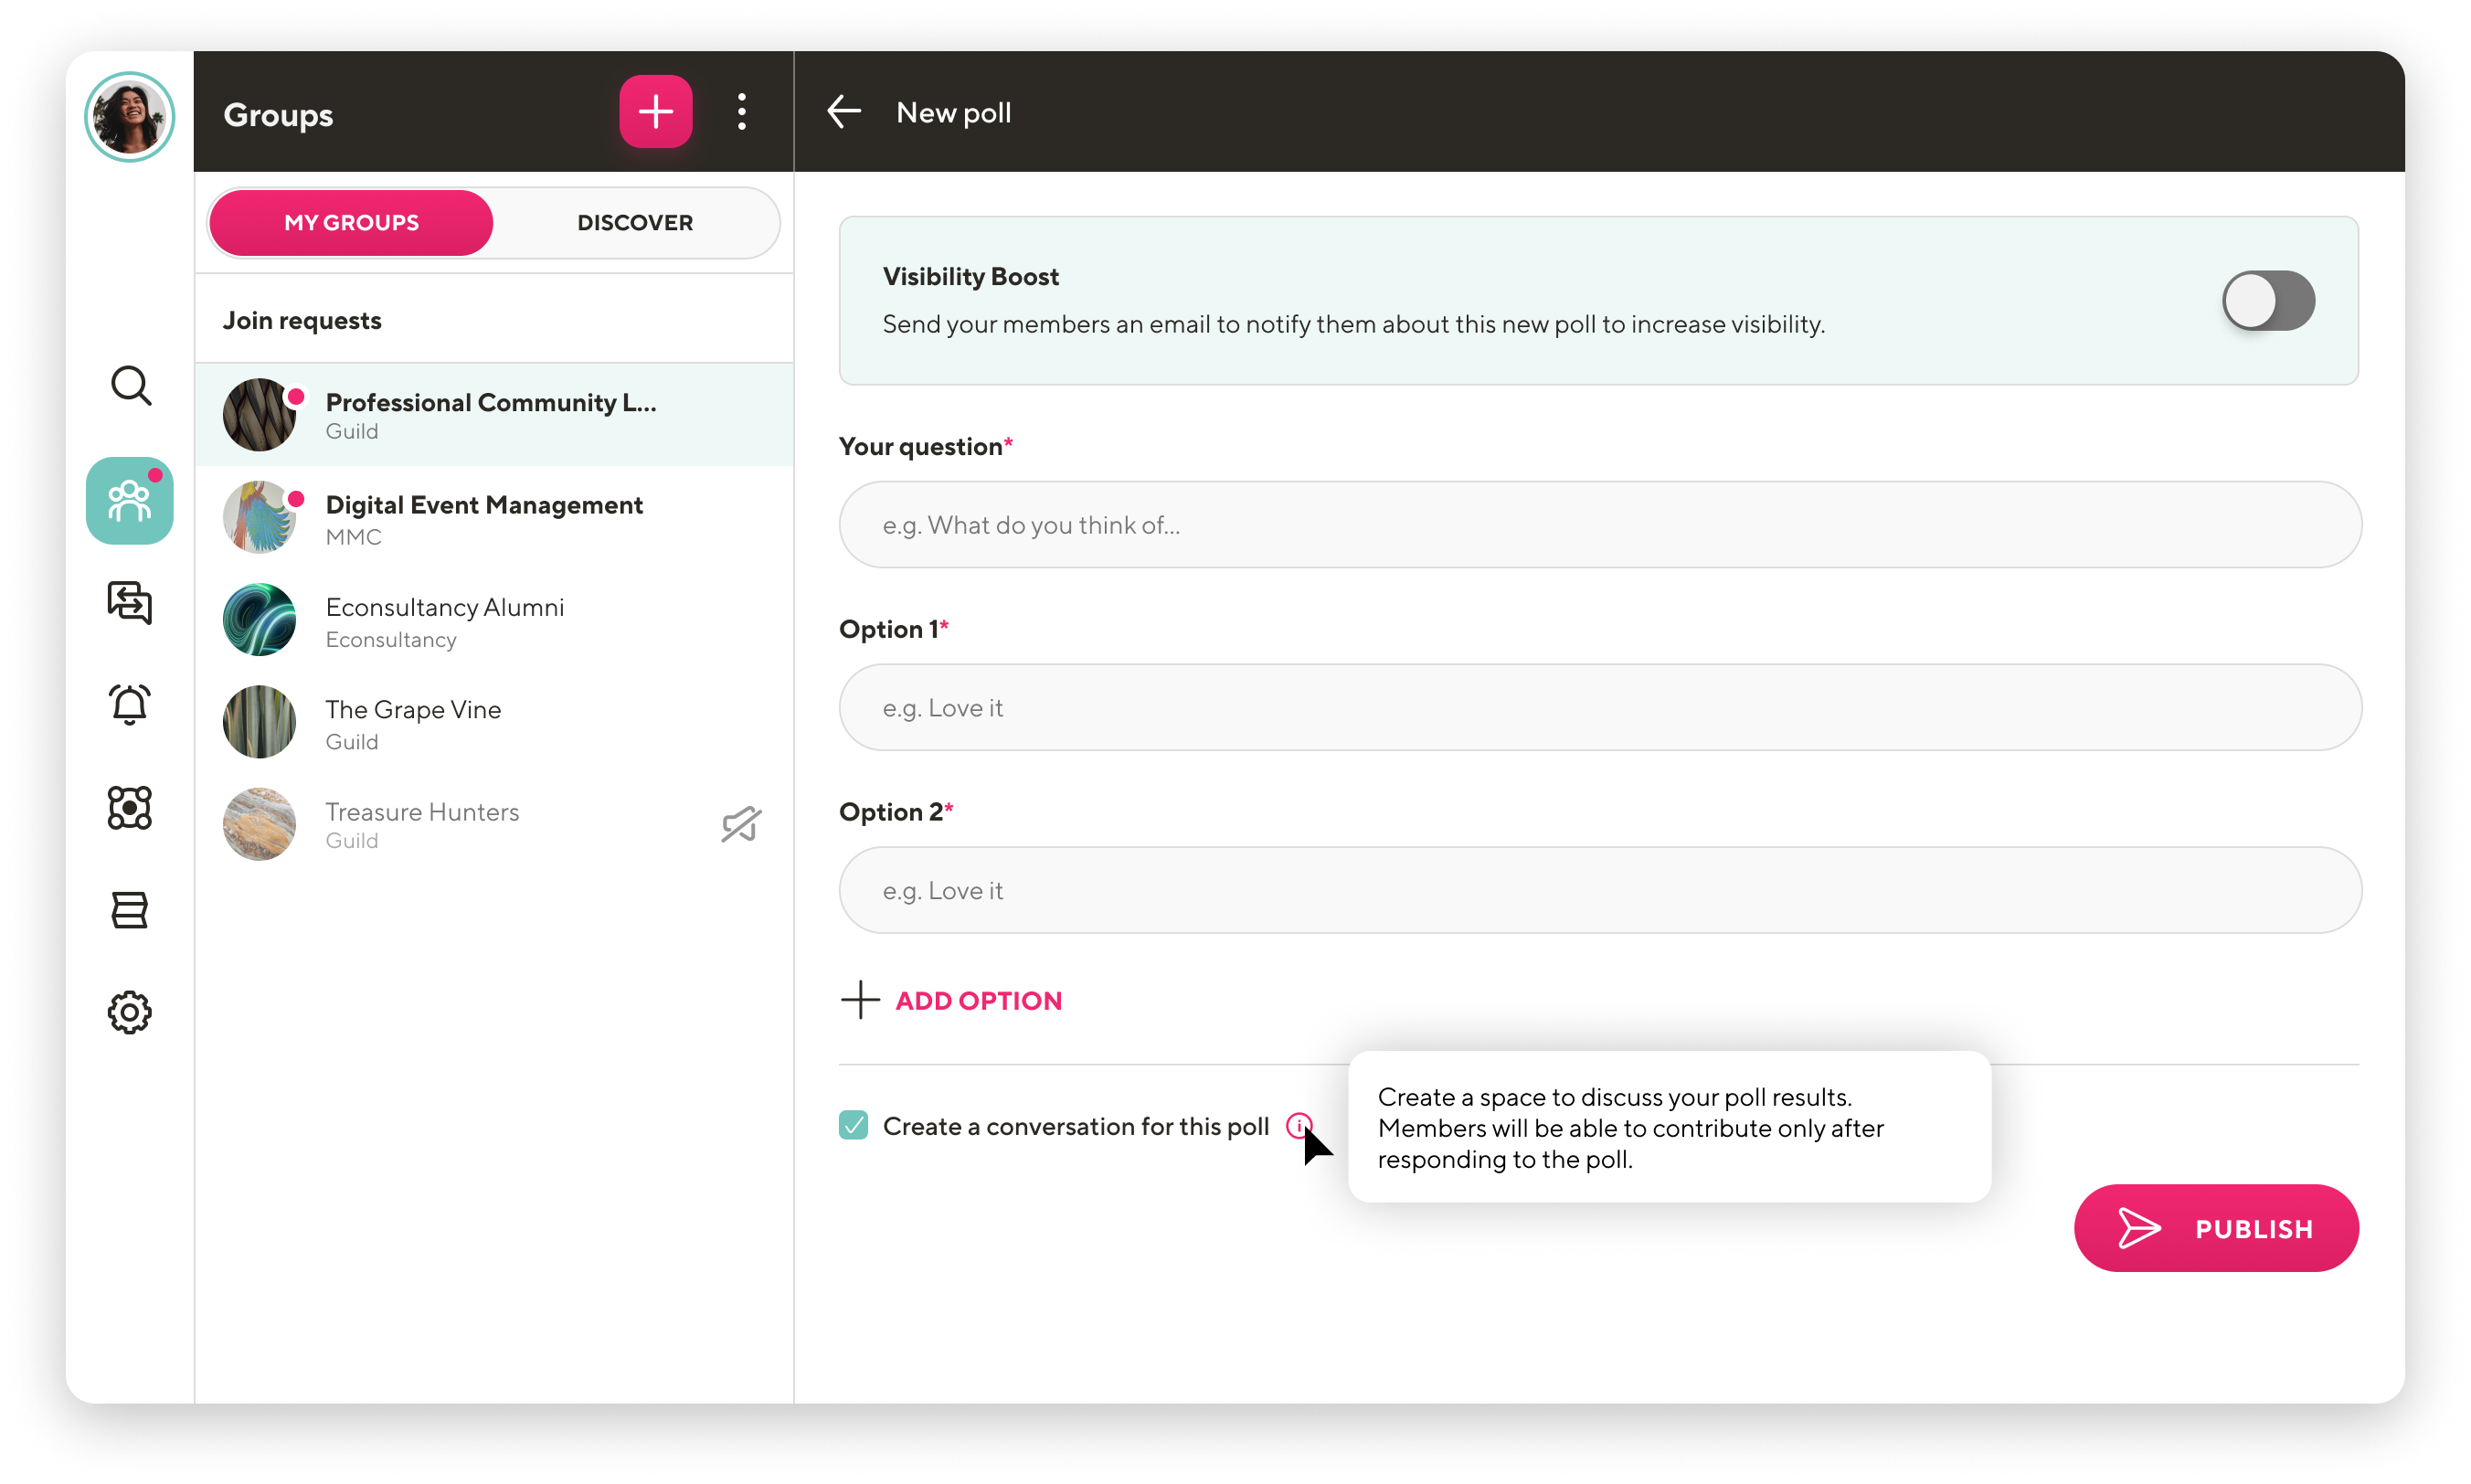 Groups
New poll
MY GROUPS
DISCOVER
Join requests
Professional Community L...
Guild
Digital Event Management
MMC
Econsultancy Alumni
Econsultancy
The Grape Vine
Guild
Treasure Hunters
Guild
Visibility Boost
Send your members an email to notify them about this new poll to increase visibility.
Your question*
e.g. What do you think of...
Option 1*
e.g. Love it
Option 2*
e.g. Love it
ADD OPTION
Create a conversation for this poll
Create a space to discuss your poll results.
Members will be able to contribute only after
responding to the poll.
PUBLISH